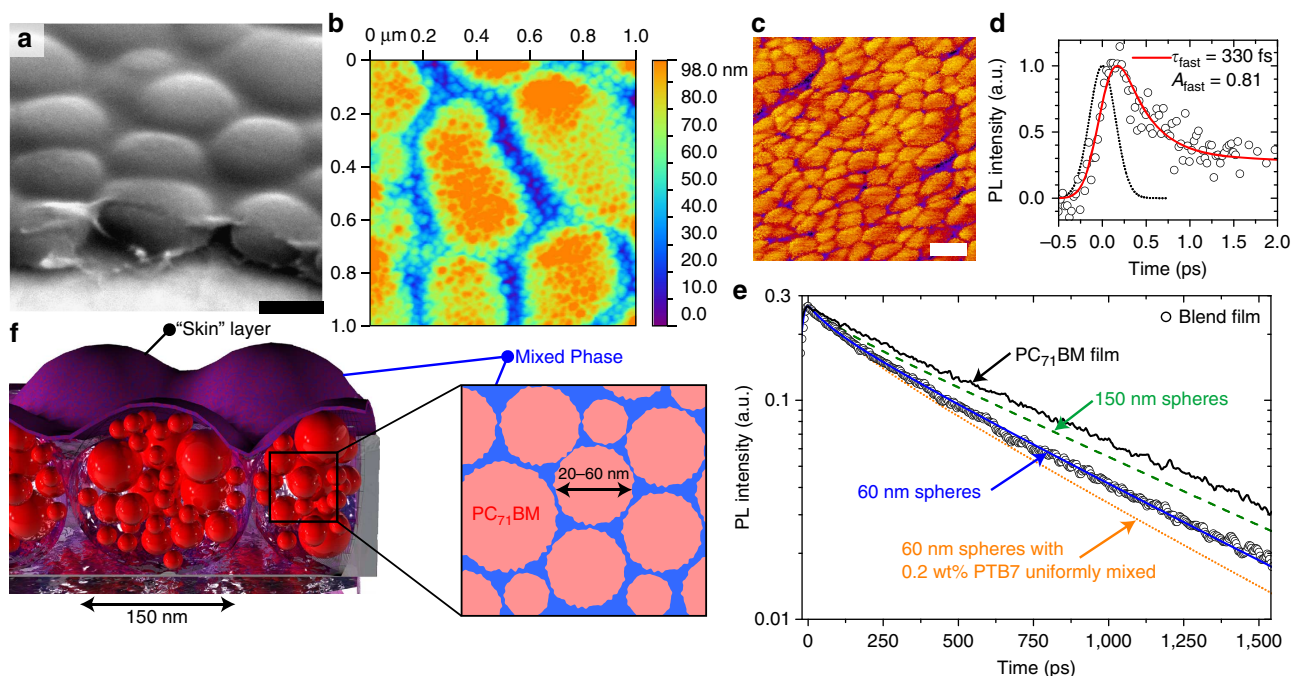 a
b
0 μm
0.2
0.4
0.6
0.8
1.0
0
0.2
0.4
0.6
0.8
1.0
98.0 nm
80.0
70.0
60.0
50.0
40.0
30.0
20.0
10.0
0.0
c
d
PL intensity (a.u.)
1.0
0.5
0.0
τfast = 330 fs
Afast = 0.81
–0.5
0.0
0.5
1.0
1.5
2.0
Time (ps)
e
PL intensity (a.u.)
0.3
0.1
0.01
Blend film
PC71BM film
150 nm spheres
60 nm spheres
60 nm spheres with
0.2 wt% PTB7 uniformly mixed
0
250
500
750
1,000
1,250
1,500
Time (ps)
f
“Skin” layer
Mixed Phase
150 nm
20–60 nm
PC71BM